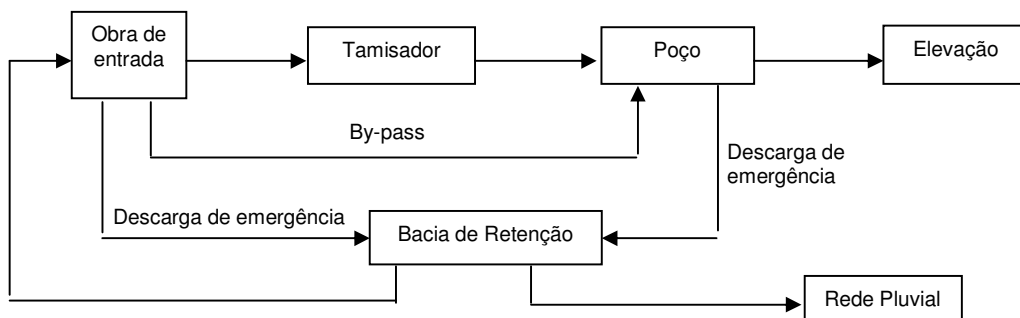 Obra de
entrada
Tamisador
Poço
Elevação
By-pass
Descarga de
emergência
Descarga de emergência
Bacia de Retenção
Rede Pluvial